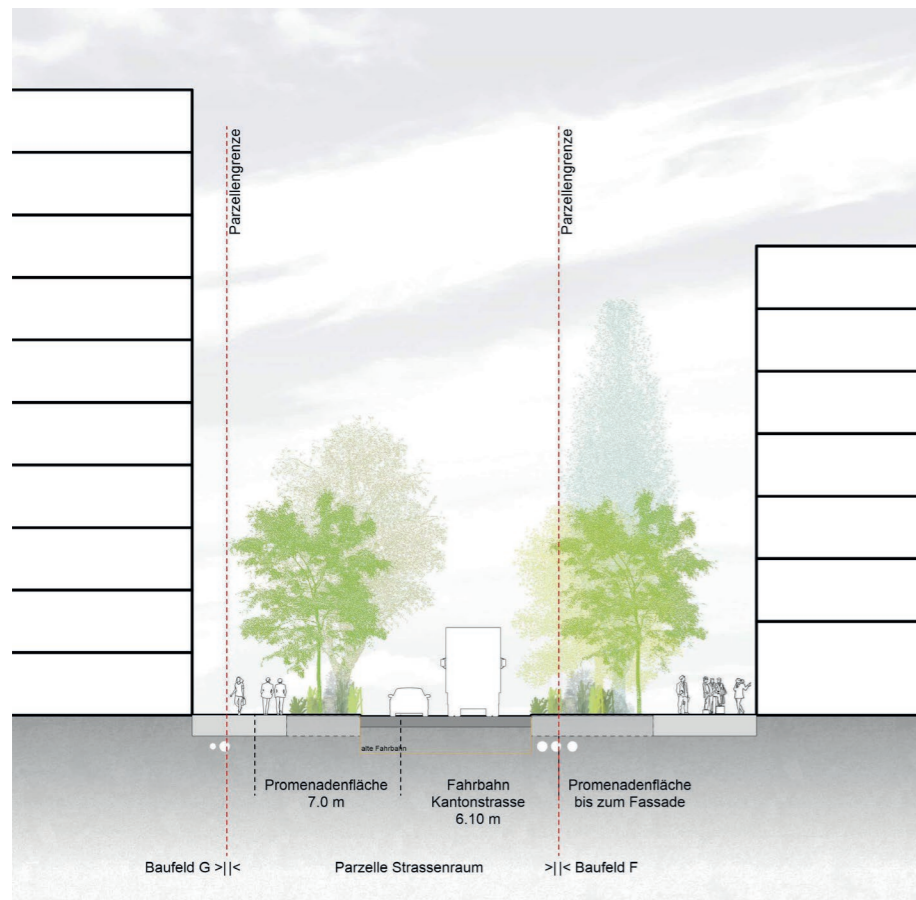 Parzellengrenze
Parzellengrenze
alte Fahrbahn
Promenadenfläche
7.0 m
Fahrbahn
Kantonstrasse
6.10 m
Promenadenfläche
bis zum Fassade
Baufeld G >||<
Parzelle Strassenraum
>||< Baufeld F